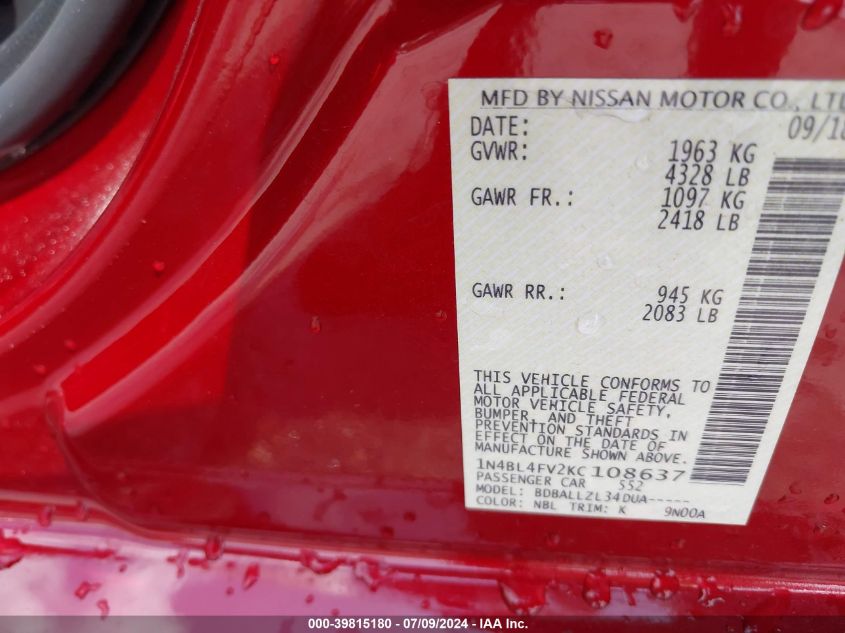 MFD BY NISSAN MOTOR CO., LTD
DATE: 09/18
GVWR: 1963 KG
4328 LB
GAWR FR.: 1097 KG
2418 LB
GAWR RR.: 945 KG
2083 LB
THIS VEHICLE CONFORMS TO
ALL APPLICABLE FEDERAL
MOTOR VEHICLE SAFETY,
BUMPER, AND THEFT
PREVENTION STANDARDS IN
EFFECT ON THE DATE OF
MANUFACTURE SHOWN ABOVE.
1N4BL4FV2KC108637
PASSENGER CAR 552
MODEL: BDBALLZL34DUA-----
COLOR: NBL TRIM: K 9N00A
000-39815180 - 07/09/2024 - IAA Inc.